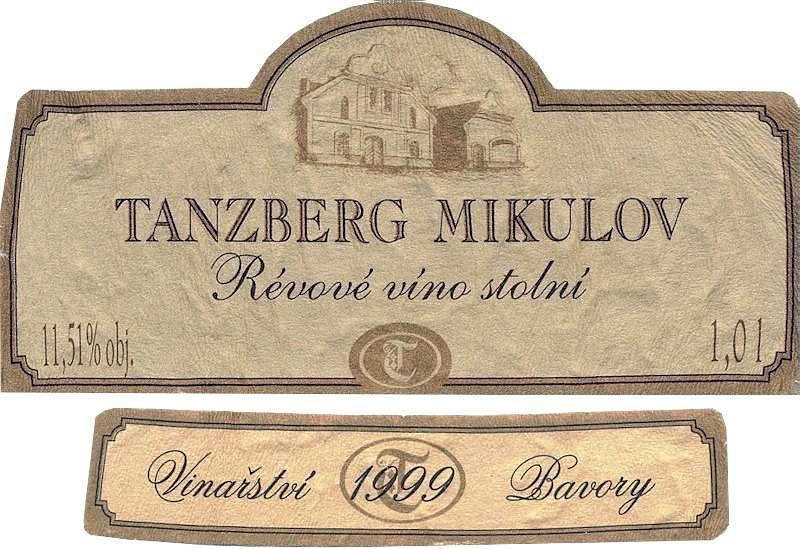 TANZBERG MIKULOV
Révové víno stolní
11,51% obj.
T
1,0 l
Vinařství 1999 Bavory